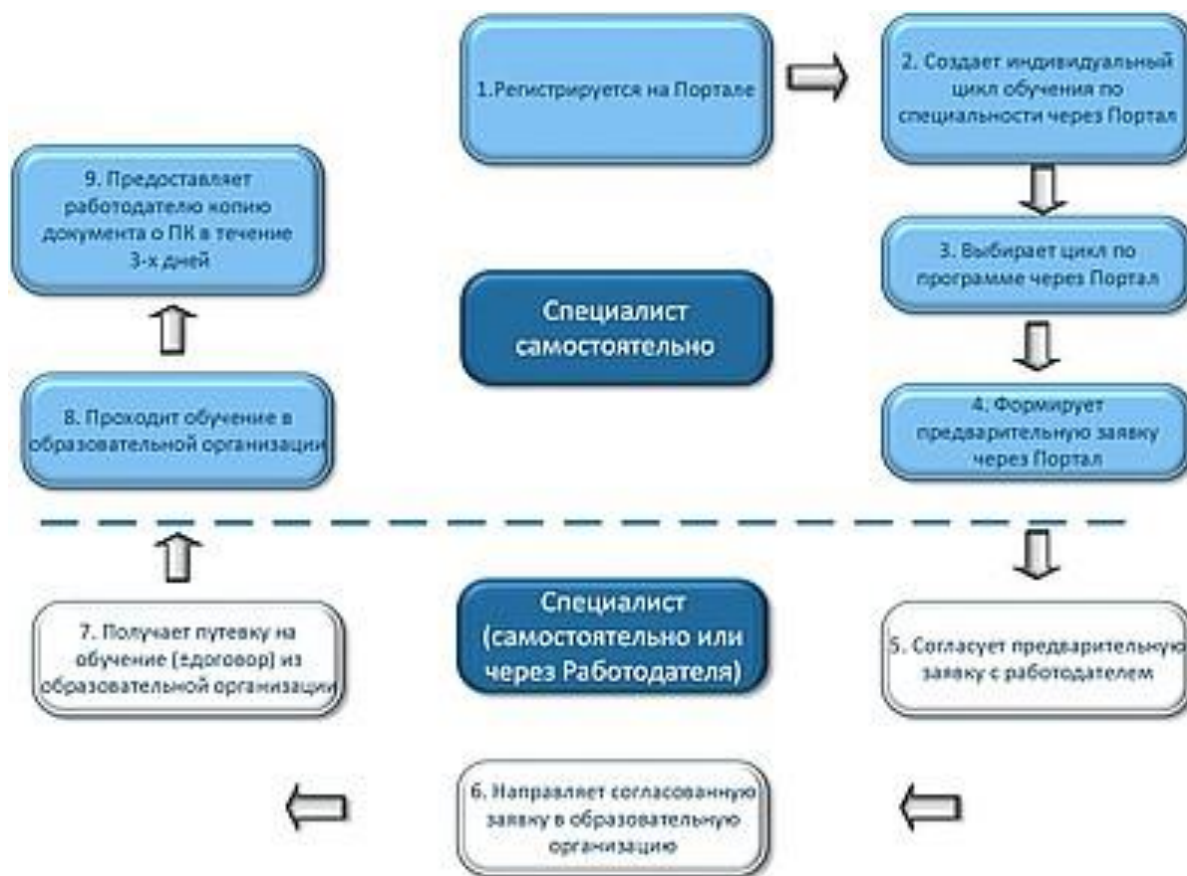 1.Регистрируется на Портале
2. Создает индивидуальный
цикл обучения по
специальности через Портал
3. Выбирает цикл по
программе через Портал
4. Формирует
предварительную заявку
через Портал
Специалист
самостоятельно
9. Предоставляет
работодателю копию
документа о ПК в течение
3-х дней
8. Проходит обучение в
образовательной организации
7. Получает путевку на
обучение (±договор) из
образовательной организации
Специалист
(самостоятельно или
через Работодателя)
5. Согласует предварительную
заявку с работодателем
6. Направляет согласованную
заявку в образовательную
организацию